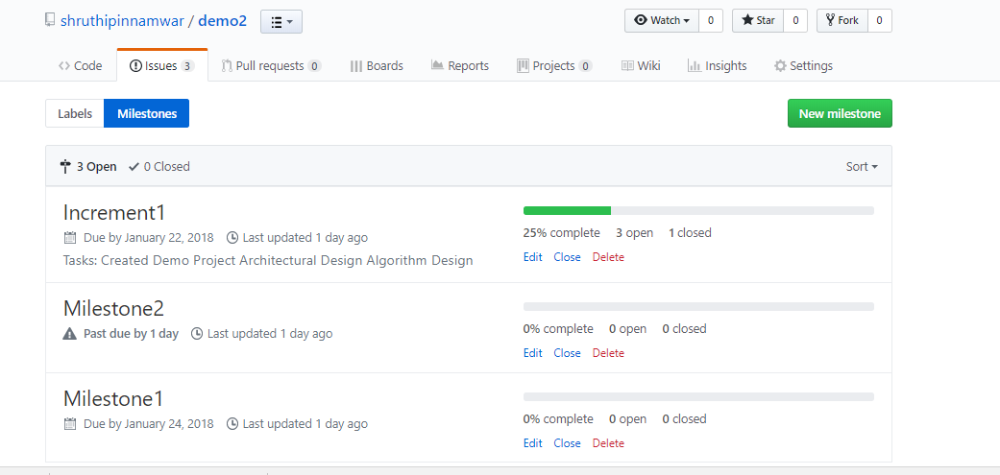 shruthipinnamwar / demo2 Watch 0 Star 0 Fork 0
Code Issues 3 Pull requests 0 Boards Reports Projects 0 Wiki Insights Settings
Labels Milestones New milestone
3 Open 0 Closed Sort
Increment1
Due by January 22, 2018 Last updated 1 day ago
Tasks: Created Demo Project Architectural Design Algorithm Design
25% complete 3 open 1 closed
Edit Close Delete
Milestone2
Past due by 1 day Last updated 1 day ago
0% complete 0 open 0 closed
Edit Close Delete
Milestone1
Due by January 24, 2018 Last updated 1 day ago
0% complete 0 open 0 closed
Edit Close Delete